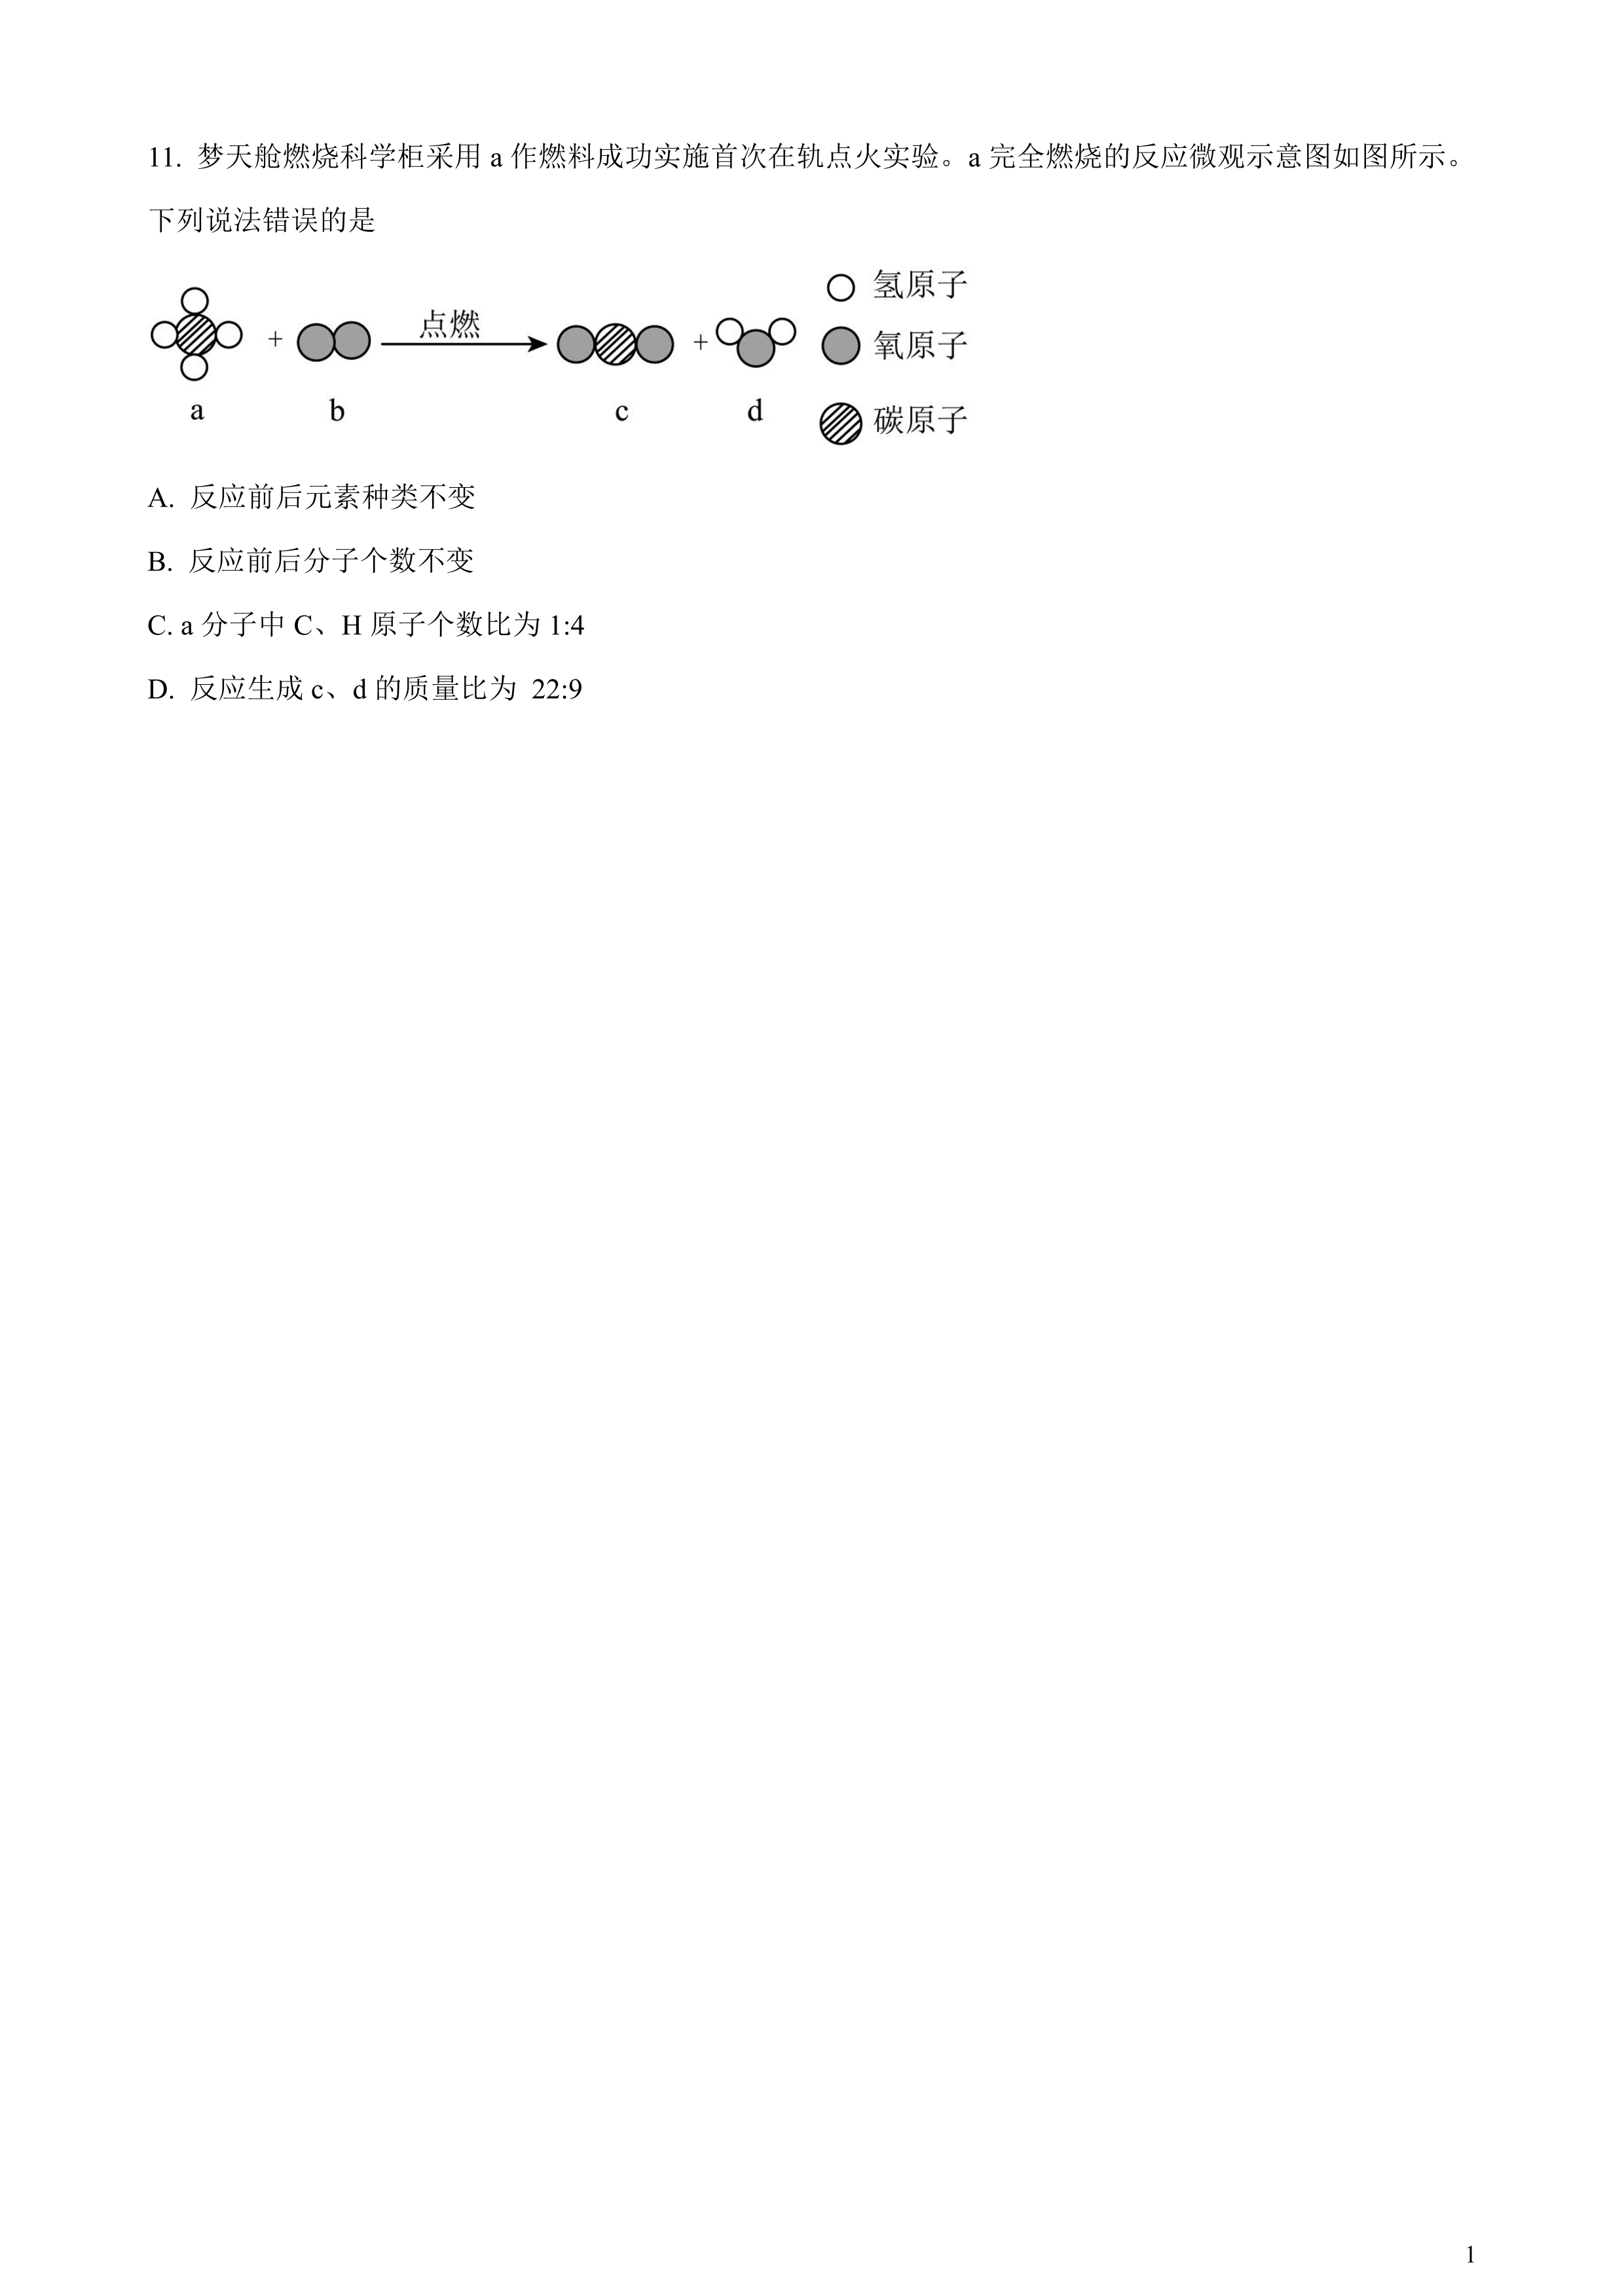 11. 梦天舱燃烧科学柜采用 a 作燃料成功实施首次在轨点火实验。a 完全燃烧的反应微观示意图如图所示。
下列说法错误的是
氢原子
+ 点燃 + 氧原子
a b c d 碳原子
A. 反应前后元素种类不变
B. 反应前后分子个数不变
C. a 分子中 C、H 原子个数比为 1:4
D. 反应生成 c、d 的质量比为 22:9
1